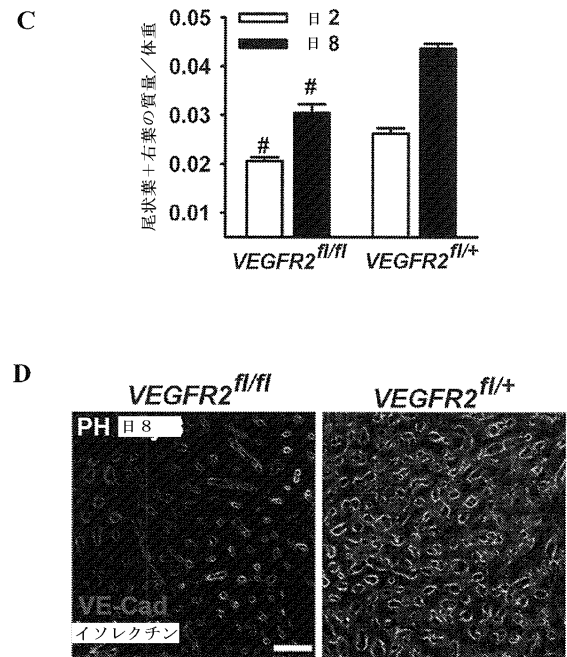 C
尾状葉+右葉の質量/体重
0.05
0.04
0.03
0.02
0.01
日 2
日 8
#
#
VEGFR2fl/fl
VEGFR2fl/+
D
VEGFR2fl/fl
VEGFR2fl/+
PH 日 8
VE-Cad
イソレクチン